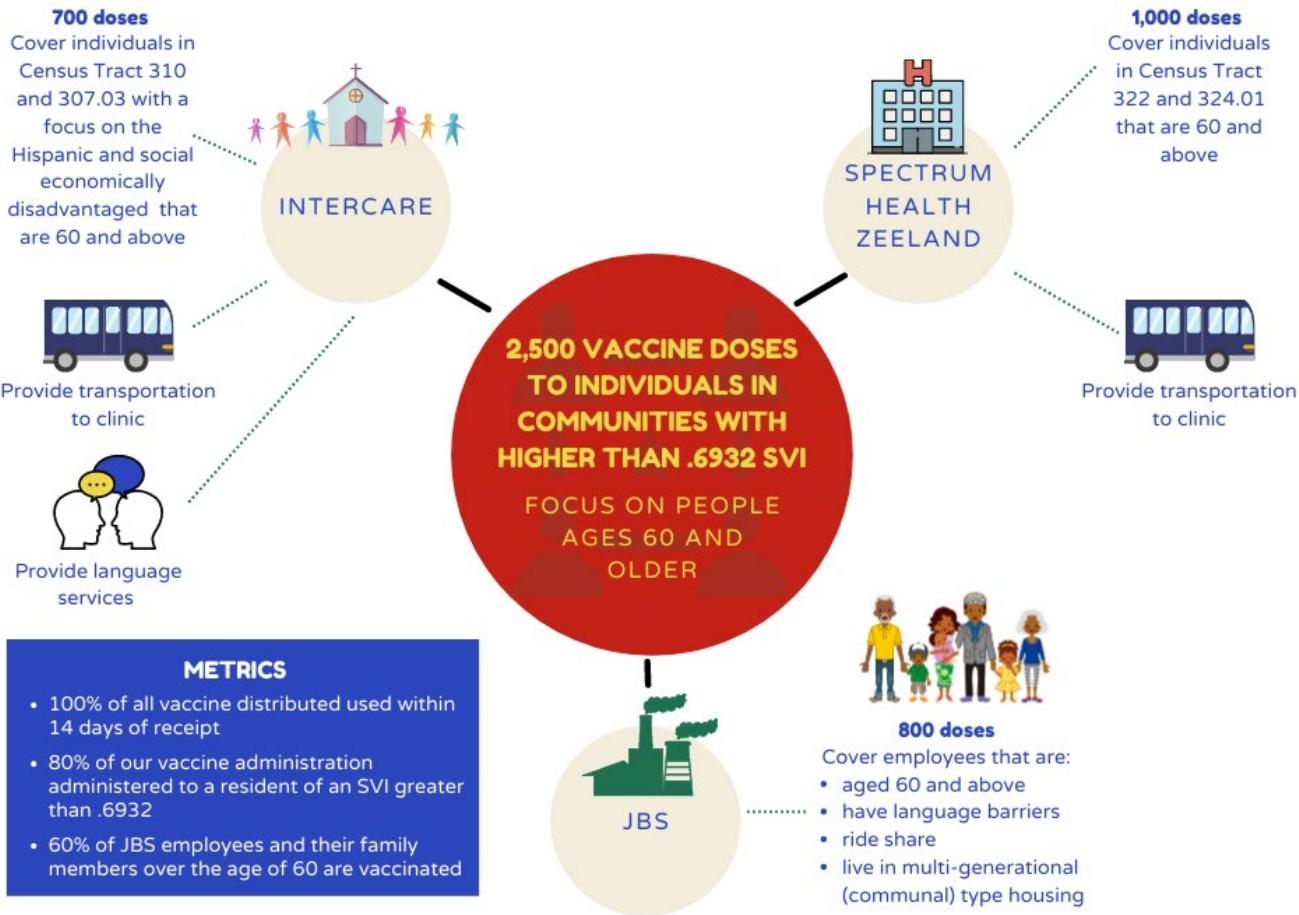 700 doses
Cover individuals in
Census Tract 310
and 307.03 with a
focus on the
Hispanic and social
economically
disadvantaged that
are 60 and above
INTERCARE
Provide transportation
to clinic
Provide language
services
H
SPECTRUM
HEALTH
ZEELAND
1,000 doses
Cover individuals
in Census Tract
322 and 324.01
that are 60 and
above
Provide transportation
to clinic
2,500 VACCINE DOSES
TO INDIVIDUALS IN
COMMUNITIES WITH
HIGHER THAN .6932 SVI
FOCUS ON PEOPLE
AGES 60 AND
OLDER
METRICS
• 100% of all vaccine distributed used within
14 days of receipt
• 80% of our vaccine administration
administered to a resident of an SVI greater
than .6932
• 60% of JBS employees and their family
members over the age of 60 are vaccinated
JBS
800 doses
Cover employees that are:
• aged 60 and above
• have language barriers
• ride share
• live in multi-generational
(communal) type housing